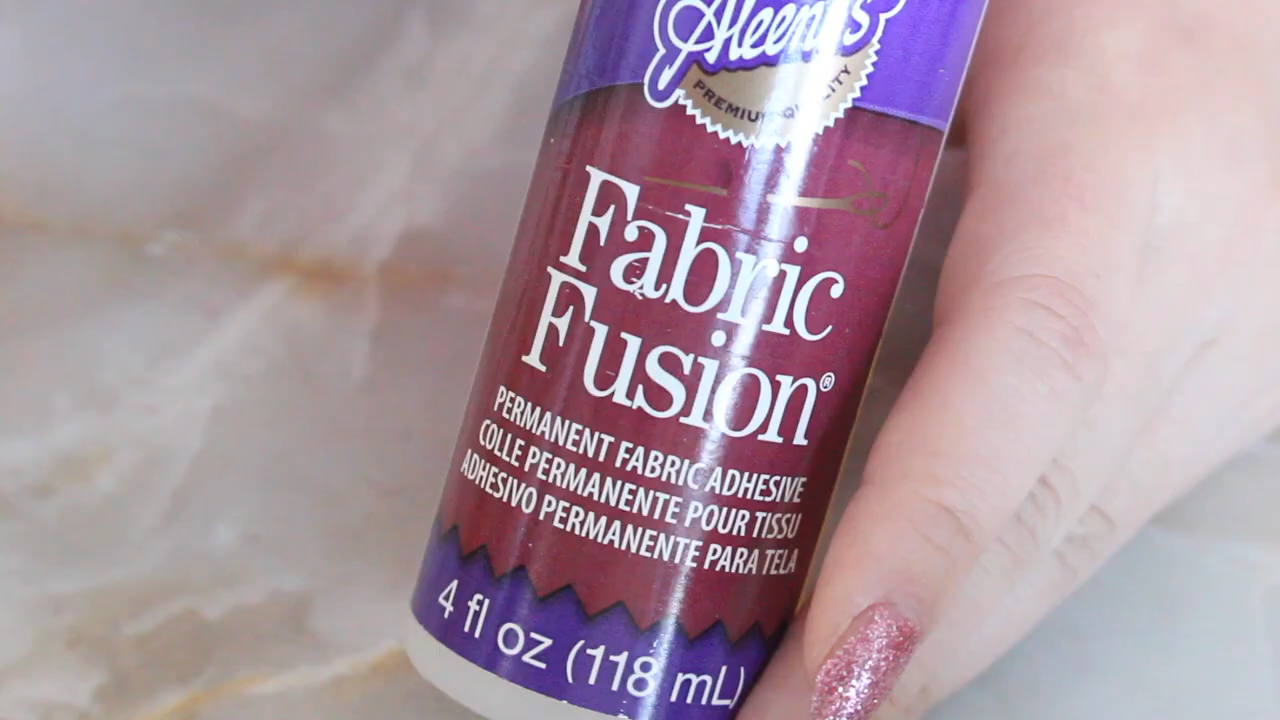 Aleene's
PREMIUM QUALITY
Fabric
Fusion®
PERMANENT FABRIC ADHESIVE
COLLE PERMANENTE POUR TISSU
ADHESIVO PERMANENTE PARA TELA
4 fl oz (118 mL)